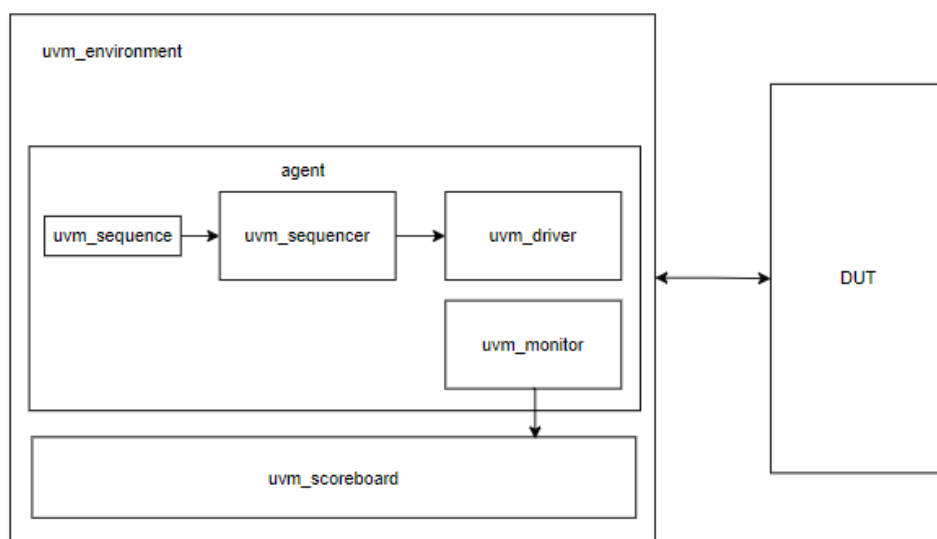 uvm_environment
agent
uvm_sequence
uvm_sequencer
uvm_driver
DUT
uvm_monitor
uvm_scoreboard